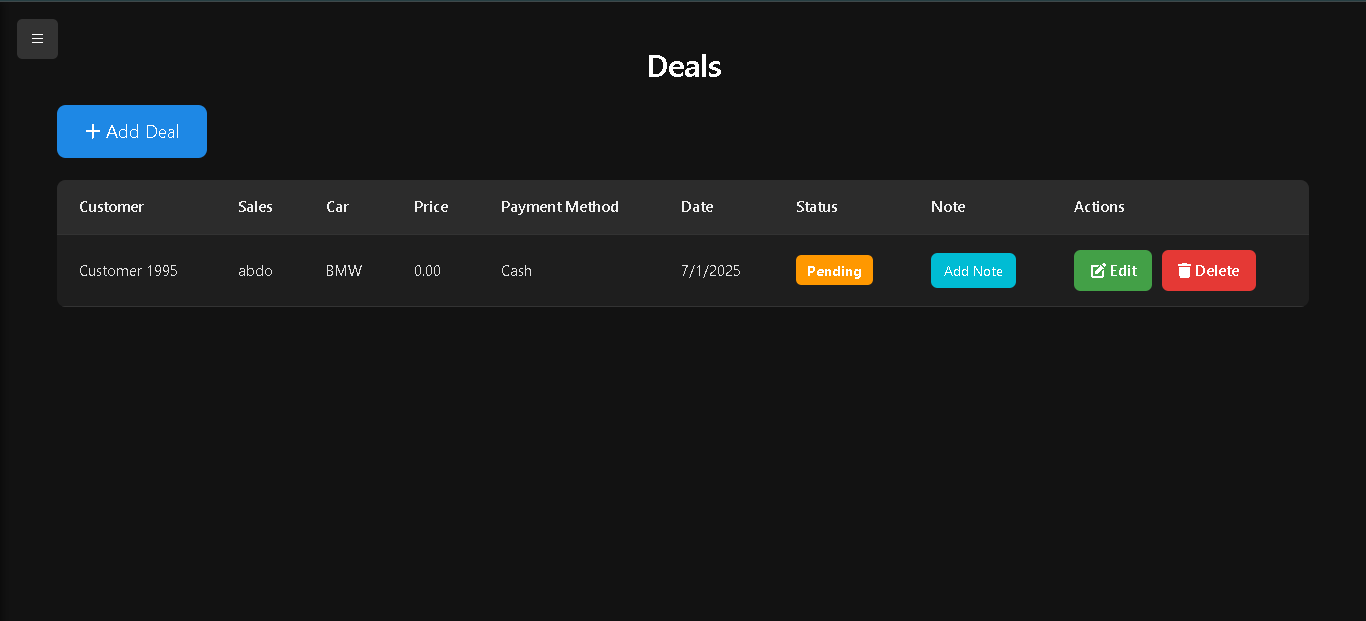 Deals
Add Deal
Customer Sales Car Price Payment Method Date Status Note Actions
Customer 1995 abdo BMW 0.00 Cash 7/1/2025 Pending Add Note Edit Delete